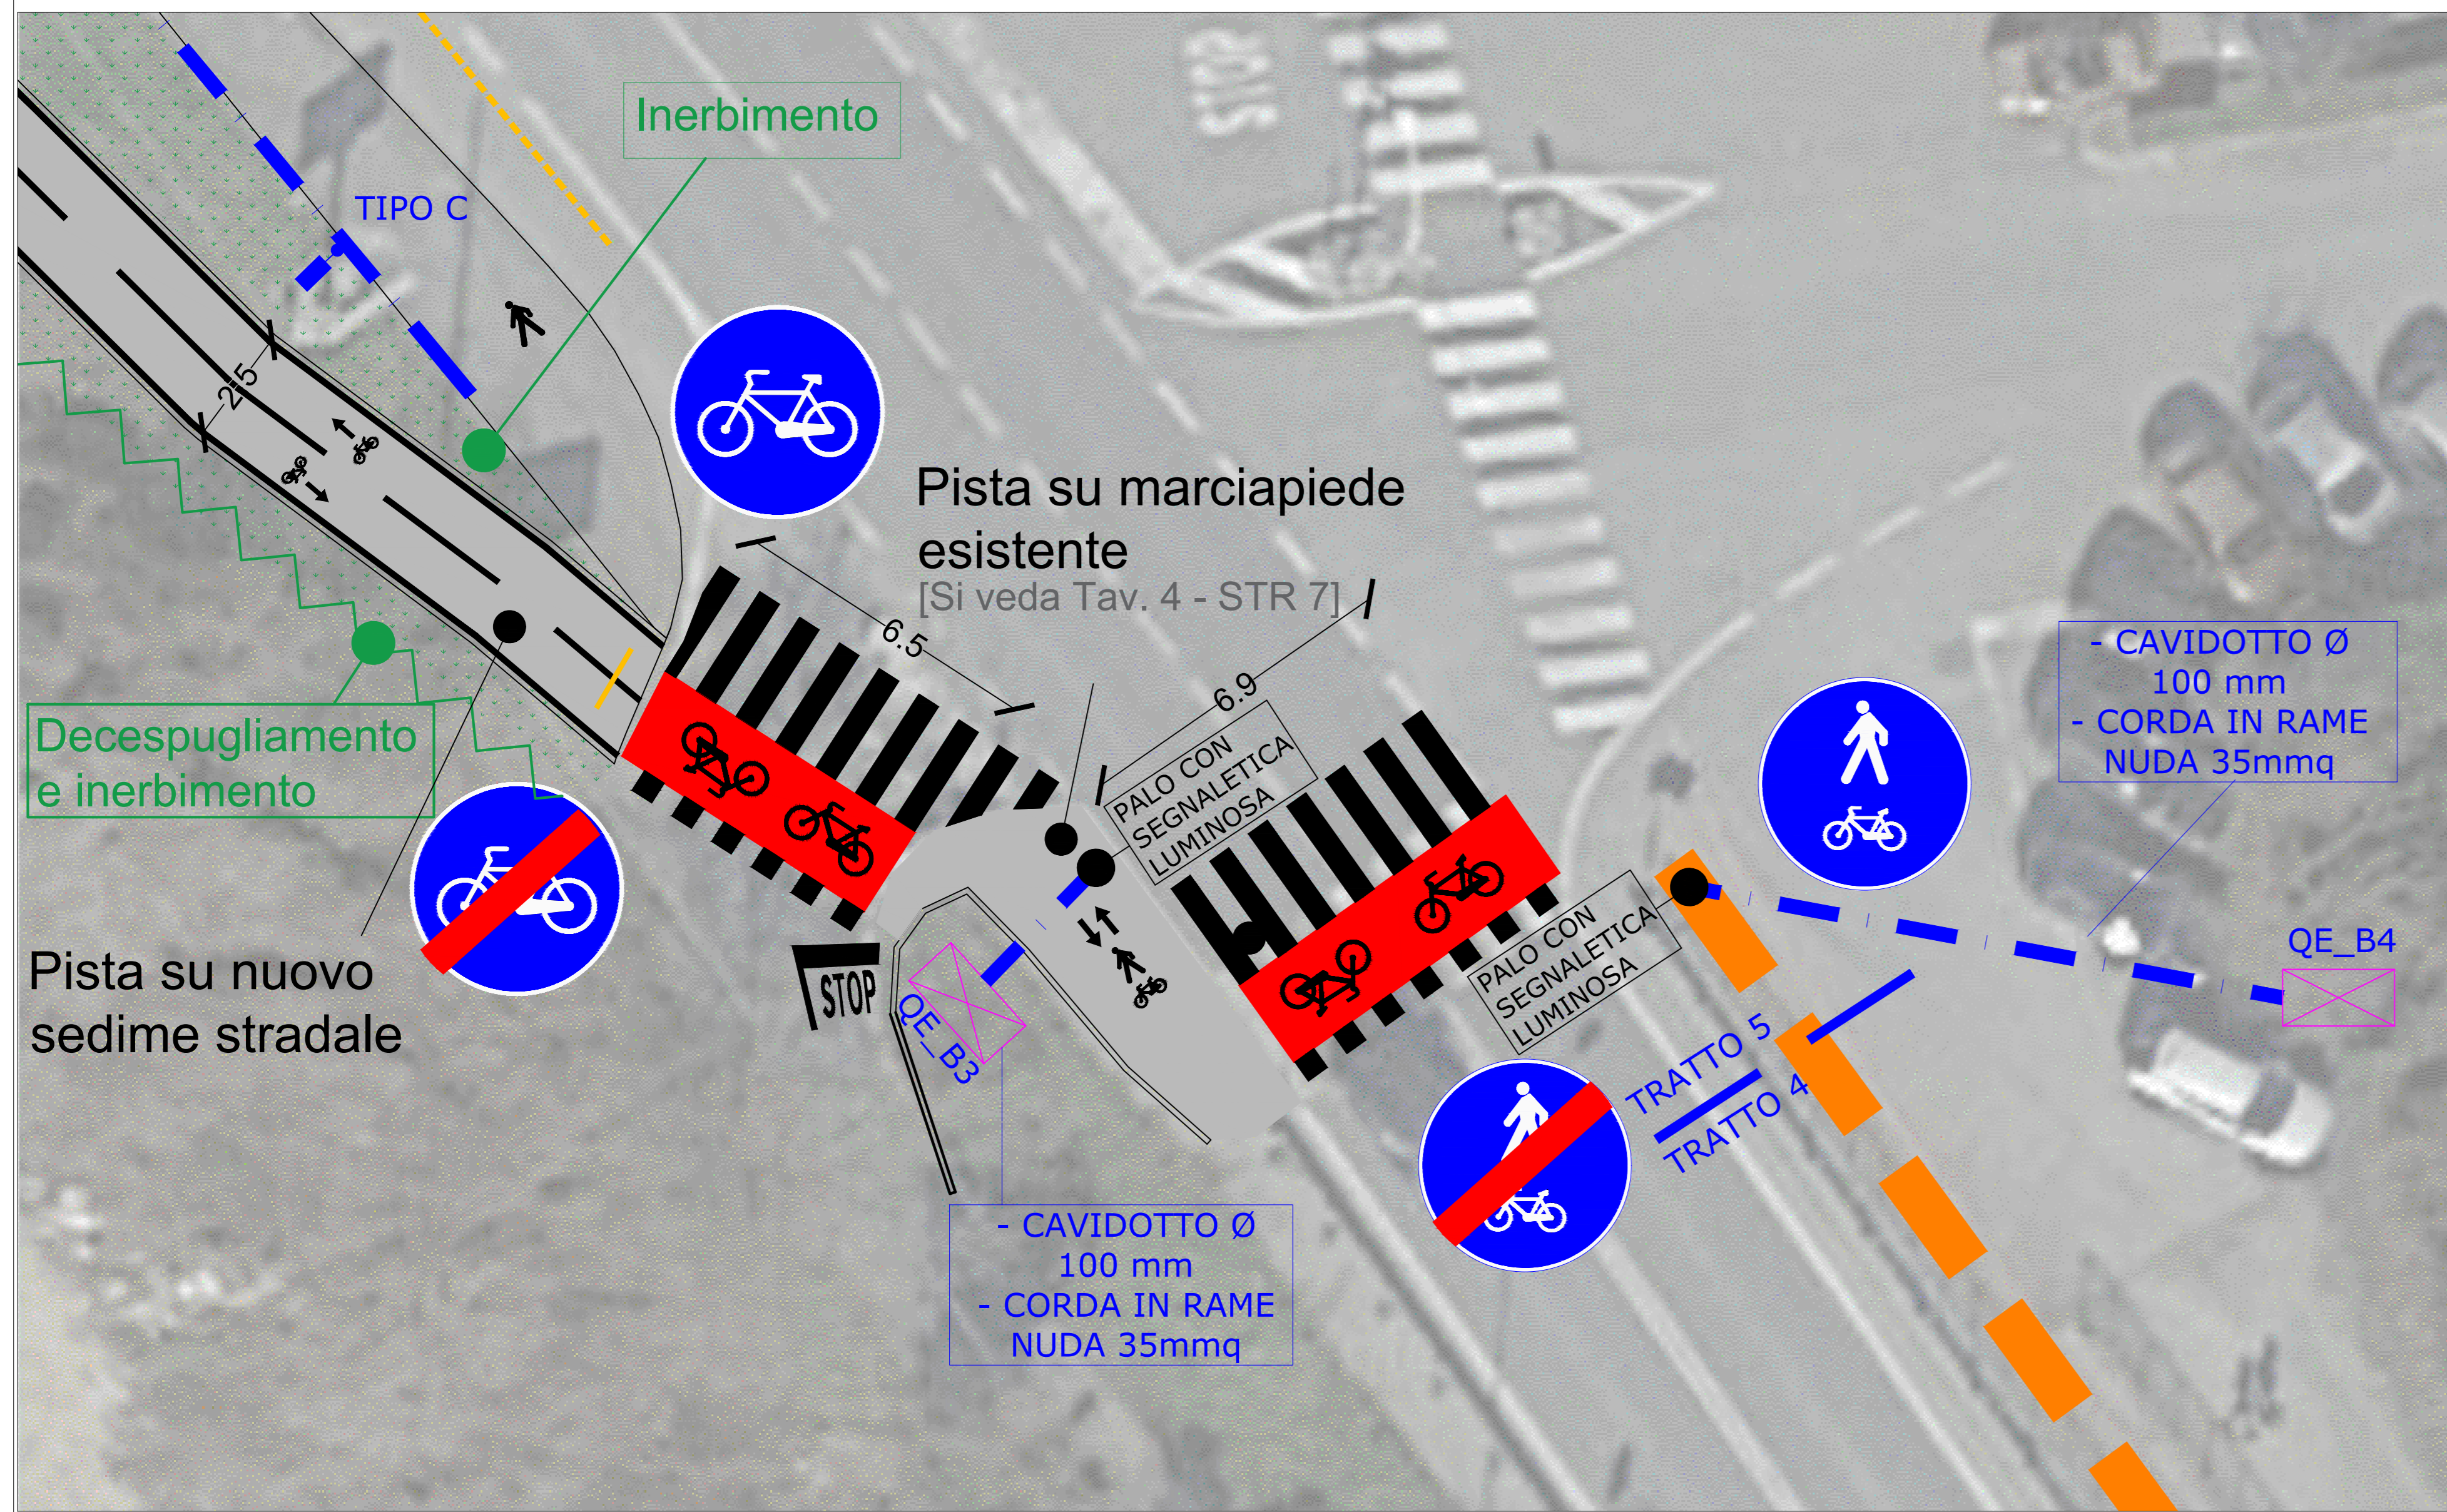 Inerbimento
TIPO C
2.5
Pista su marciapiede
esistente
[Si veda Tav. 4 - STR 7]
6.5
6.9
PALO CON
SEGNALETICA
LUMINOSA
- CAVIDOTTO Ø
100 mm
- CORDA IN RAME
NUDA 35mmq
Decespugliamento
e inerbimento
Pista su nuovo
sedime stradale
STOP
QE_B3
PALO CON
SEGNALETICA
LUMINOSA
QE_B4
TRATTO 5
TRATTO 4
- CAVIDOTTO Ø
100 mm
- CORDA IN RAME
NUDA 35mmq
STOP